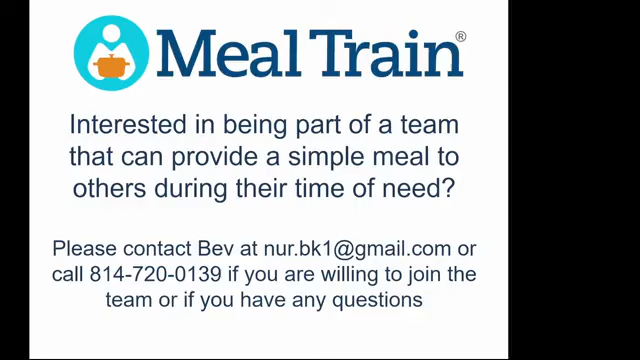 Meal Train®
Interested in being part of a team
that can provide a simple meal to
others during their time of need?
Please contact Bev at nur.bk1@gmail.com or
call 814-720-0139 if you are willing to join the
team or if you have any questions